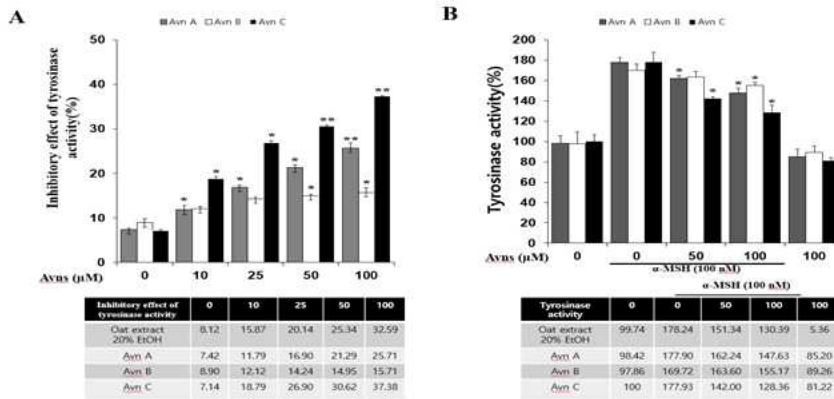 A
Avn A Avn B Avn C
Inhibitory effect of tyrosinase
activity(%)
50
40
30
20
10
0
* * * * * ** * ** ** *
Avns (μM) 0 10 25 50 100
Inhibitory effect of
tyrosinase activity 0 10 25 50 100
Oat extract
20% EtOH 8.12 15.87 20.14 25.34 32.59
Avn A 7.42 11.79 16.90 21.29 25.71
Avn B 8.90 12.12 14.24 14.95 15.71
Avn C 7.14 18.79 26.90 30.62 37.38
B
Avn A Avn B Avn C
Tyrosinase activity(%)
200
180
160
140
120
100
80
60
40
20
0
* * * * *
Avns (μM) 0 0 50 100 100
α-MSH (100 nM)
α-MSH (100 nM)
Tyrosinase
activity 0 0 50 100 100
Oat extract
20% EtOH 99.74 178.24 151.34 130.39 5.36
Avn A 98.42 177.90 162.24 147.63 85.20
Avn B 97.86 169.72 163.60 155.17 89.26
Avn C 100 177.93 142.00 128.36 81.22